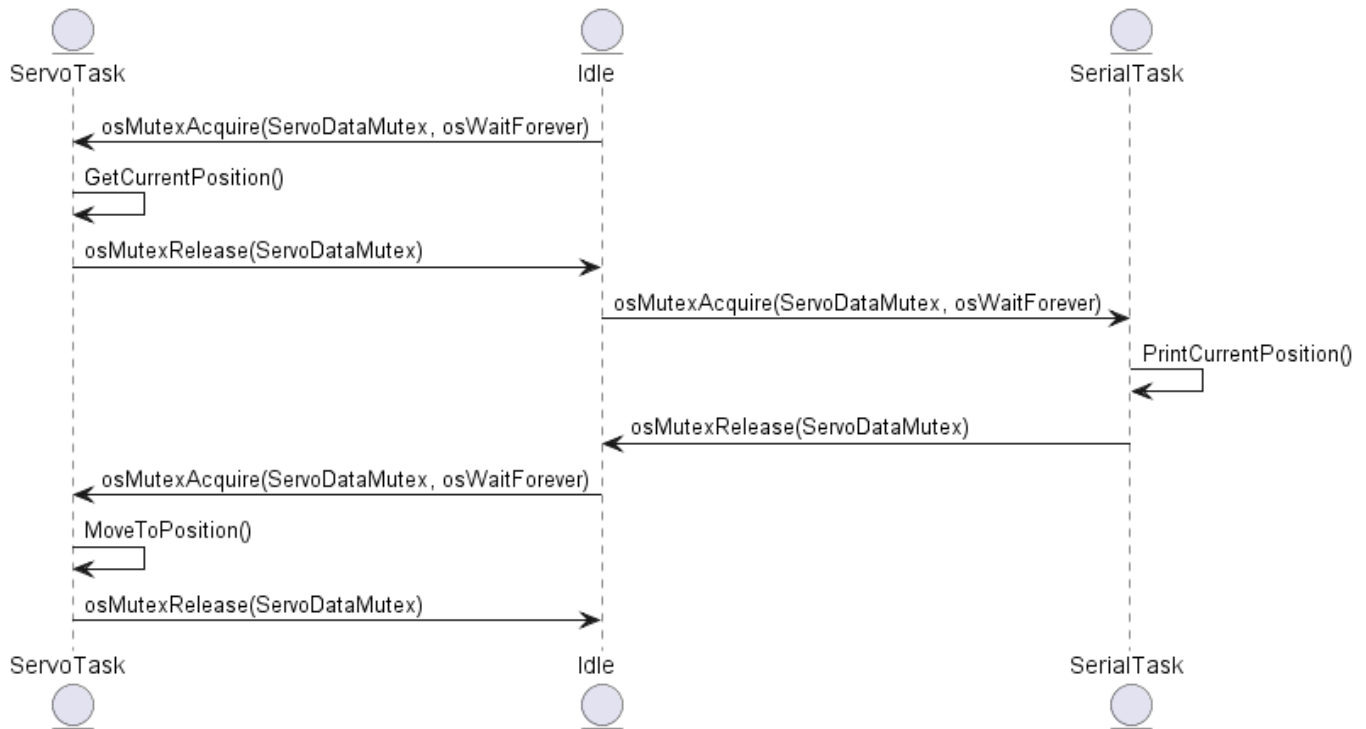 ServoTask
Idle
SerialTask
osMutexAcquire(ServoDataMutex, osWaitForever)
GetCurrentPosition()
osMutexRelease(ServoDataMutex)
osMutexAcquire(ServoDataMutex, osWaitForever)
PrintCurrentPosition()
osMutexRelease(ServoDataMutex)
osMutexAcquire(ServoDataMutex, osWaitForever)
MoveToPosition()
osMutexRelease(ServoDataMutex)
ServoTask
Idle
SerialTask